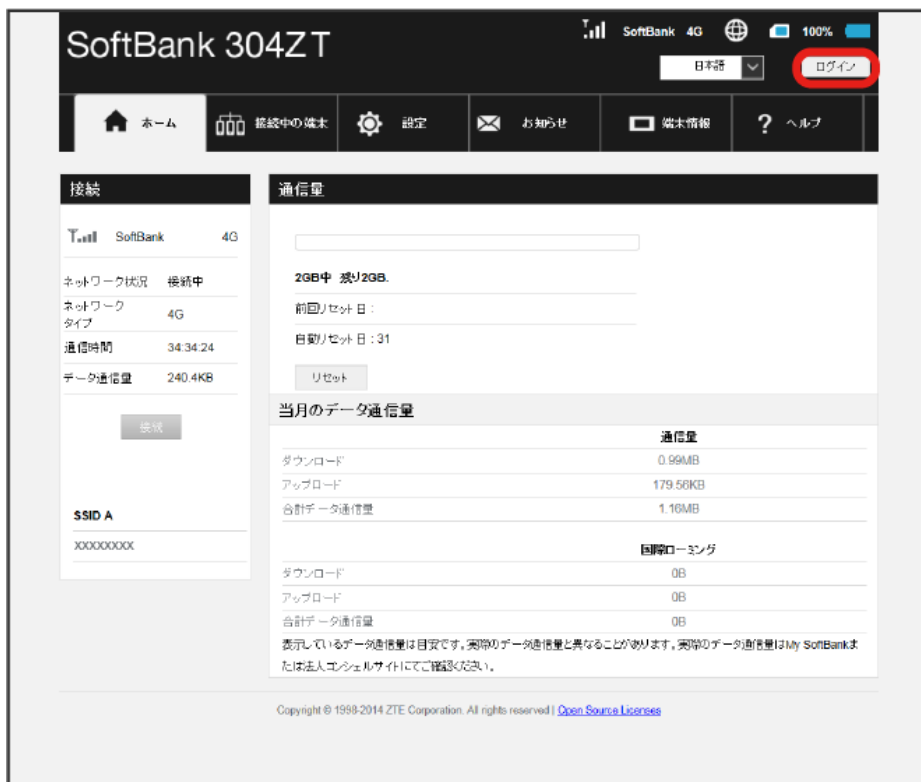 SoftBank 304ZT
SoftBank 4G 100%
日本語 ログイン
ホーム 接続中の端末 設定 お知らせ 端末情報 ? ヘルプ
接続
SoftBank 4G
ネットワーク状況 接続中
ネットワーク
タイプ 4G
通信時間 34:34:24
データ通信量 240.4KB
接続
SSID A
XXXXXXXX
通信量
2GB中 残り2GB.
前回リセット日 :
自動リセット日 : 31
リセット
当月のデータ通信量
通信量
ダウンロード 0.99MB
アップロード 179.56KB
合計データ通信量 1.16MB
国際ローミング
ダウンロード 0B
アップロード 0B
合計データ通信量 0B
表示しているデータ通信量は目安です。実際のデータ通信量と異なることがあります。実際のデータ通信量はMy SoftBankま
たは法人コンシェルサイトにてご確認ください。
Copyright © 1998-2014 ZTE Corporation. All rights reserved | Open Source Licenses